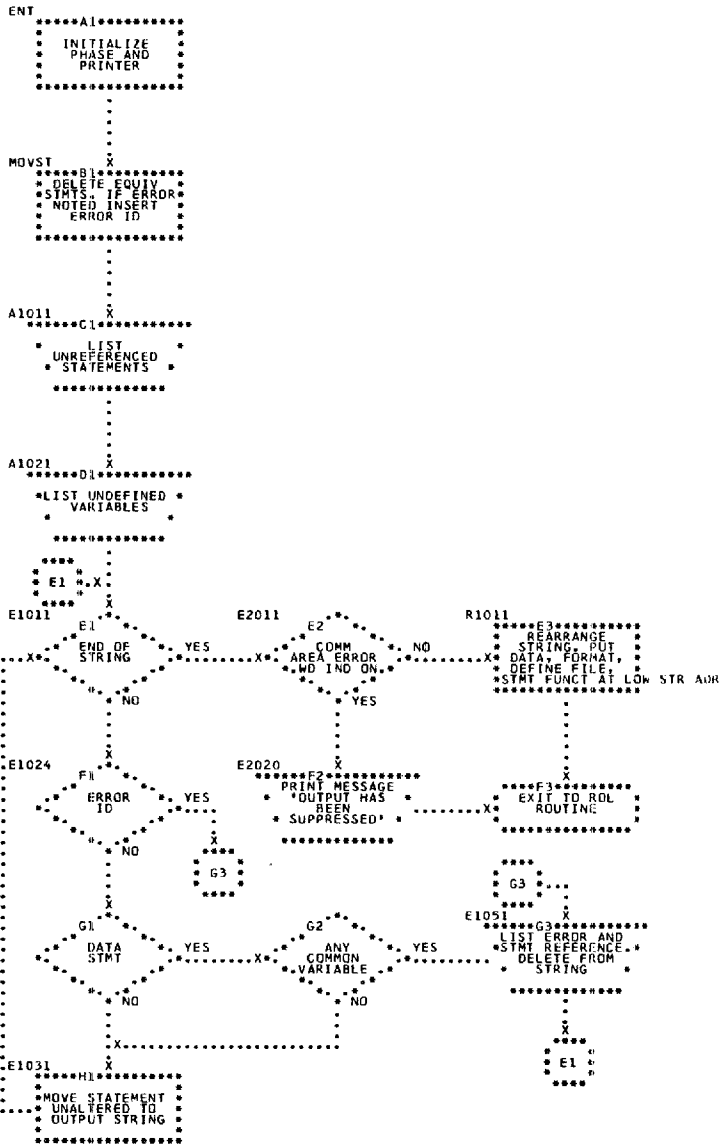 ENT
A1
INITIALIZE
PHASE AND
PRINTER
MOVST
B1
DELETE EQUIV
STMTS. IF ERROR
NOTED INSERT
ERROR ID
A1011
C1
LIST
UNREFERENCED
STATEMENTS
A1021
D1
LIST UNDEFINED
VARIABLES
E1
E1011
E1
END OF
STRING
YES
NO
E2011
E2
COMM
AREA ERROR
WD IND ON
NO
YES
R1011
E3
REARRANGE
STRING. PUT
DATA, FORMAT,
DEFINE FILE,
STMT FUNCT AT LOW STR ADR
E1024
F1
ERROR
ID
YES
NO
G3
E2020
F2
PRINT MESSAGE
'OUTPUT HAS
BEEN
SUPPRESSED'
F3
EXIT TO ROL
ROUTINE
G3
G1
DATA
STMT
YES
NO
G2
ANY
COMMON
VARIABLE
YES
NO
E1051
G3
LIST ERROR AND
STMT REFERENCE.
DELETE FROM
STRING
E1
E1031
H1
MOVE STATEMENT
UNALTERED TO
OUTPUT STRING